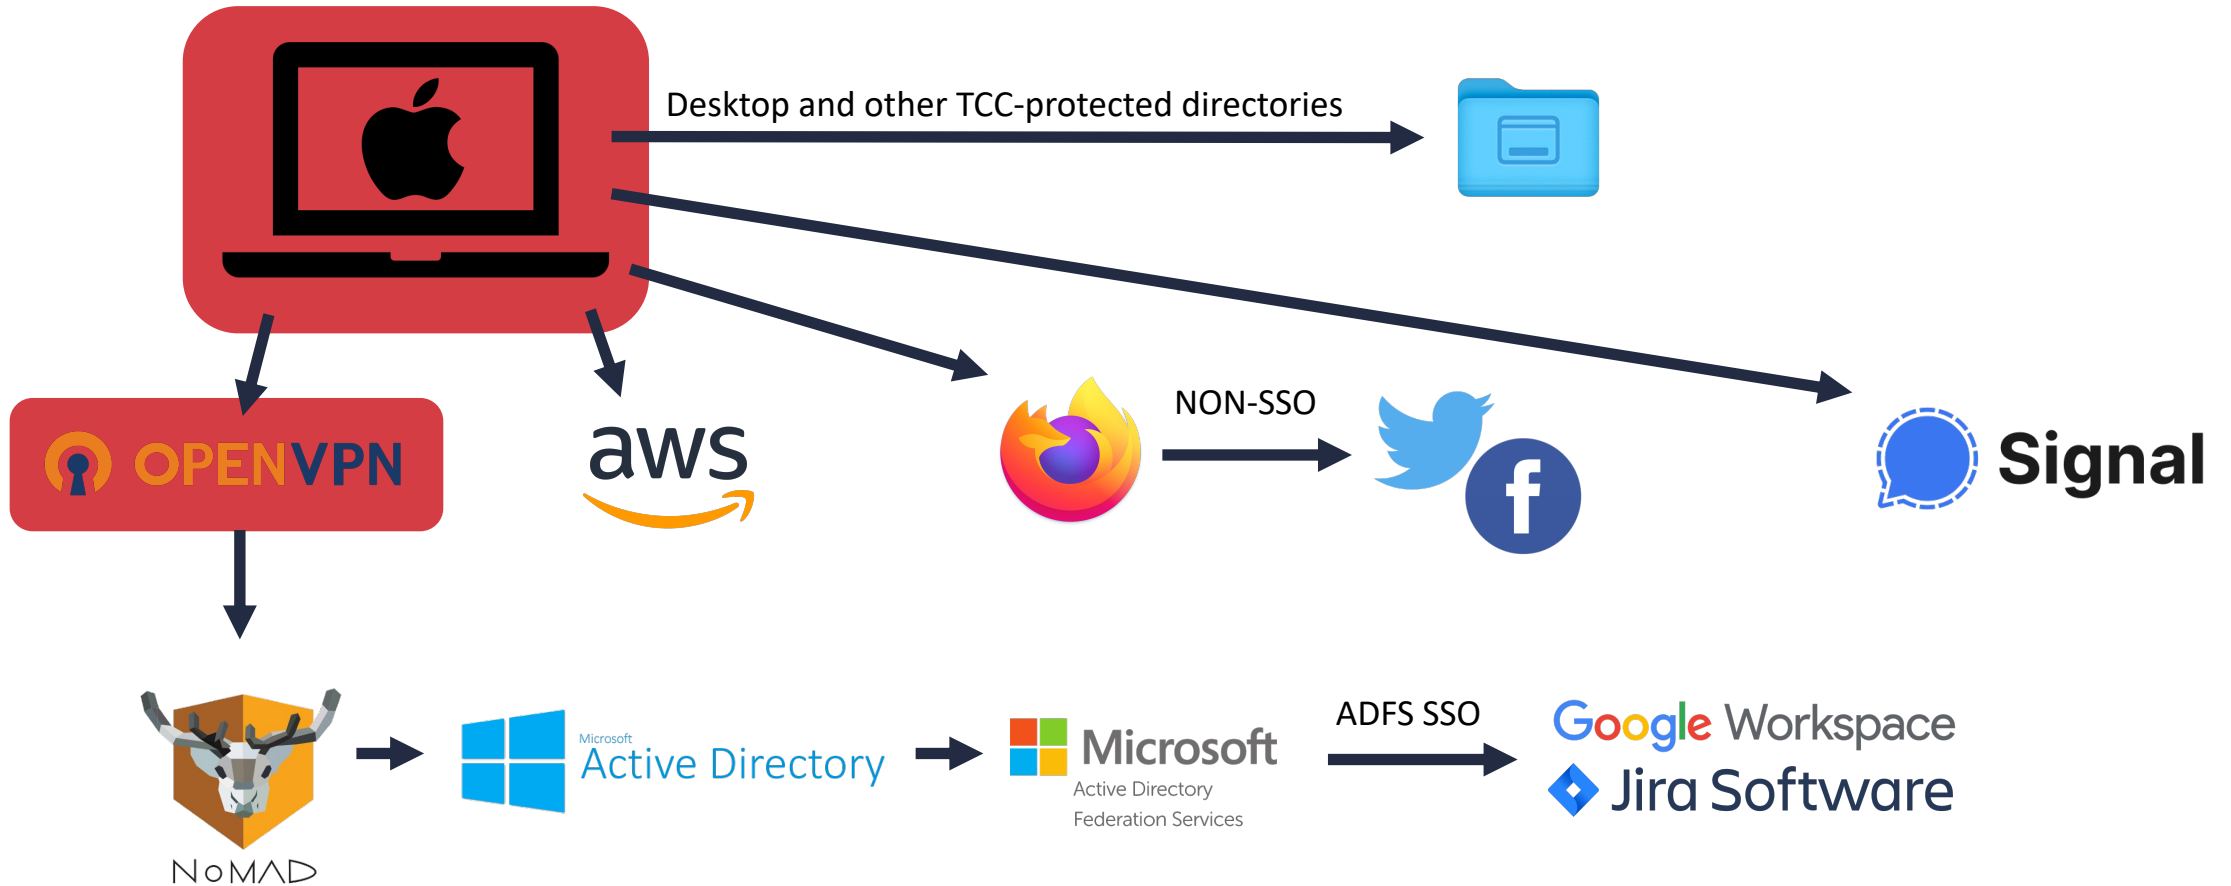 Desktop and other TCC-protected directories
OPENVPN
aws
NON-SSO
f
Signal
NoMAD
Microsoft
Active Directory
Microsoft
Active Directory
Federation Services
ADFS SSO
Google Workspace
Jira Software